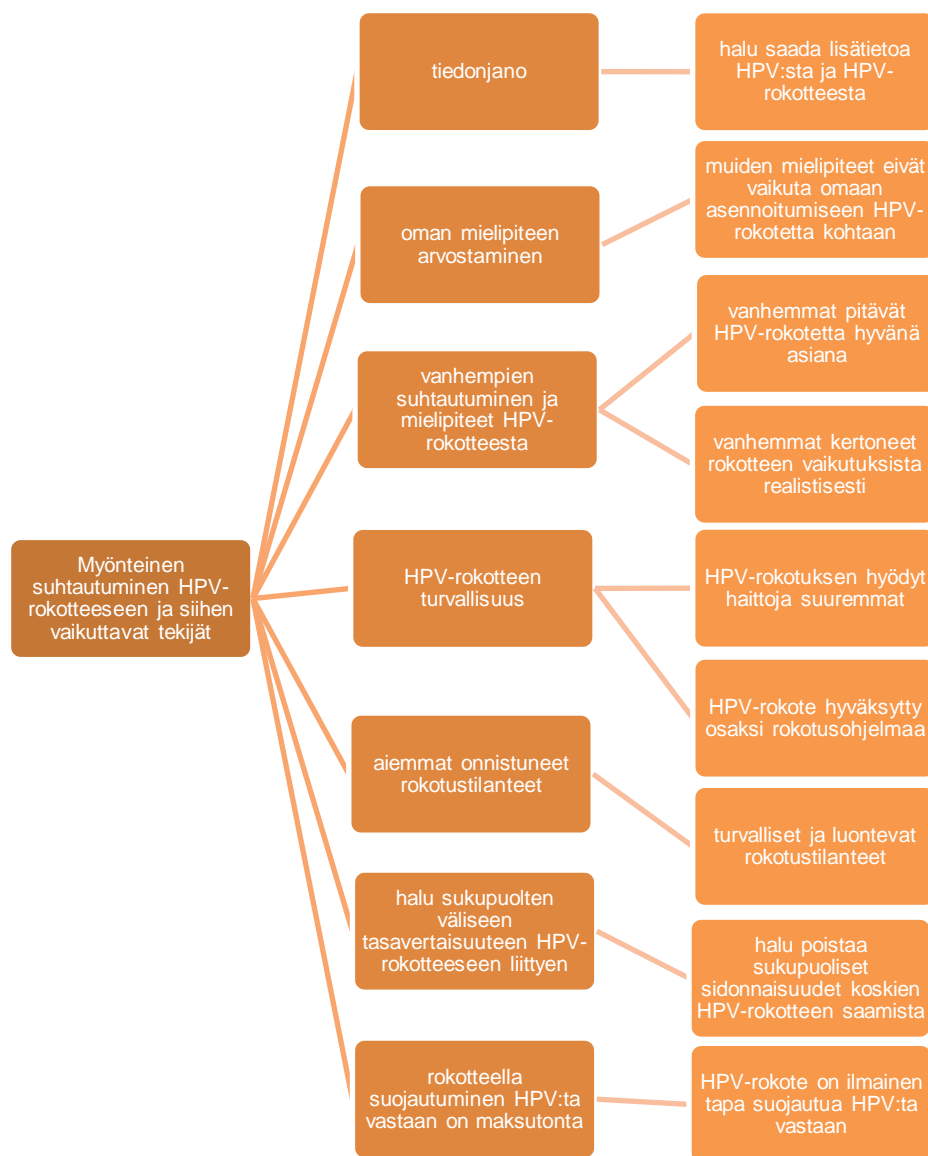 tiedonjano
halu saada lisätietoa
HPV:sta ja HPV-
rokotteesta
oman mielipiteen
arvostaminen
muiden mielipiteet eivät
vaikuta omaan
asennoitumiseen HPV-
rokotetta kohtaan
vanhempien
suhtautuminen ja
mielipiteet HPV-
rokotteesta
vanhemmat pitävät
HPV-rokotetta hyvänä
asiana
vanhemmat kertoneet
rokotteen vaikutuksista
realistisesti
Myönteinen
suhtautuminen HPV-
rokotteeseen ja siihen
vaikuttavat tekijät
HPV-rokotteen
turvallisuus
HPV-rokotuksen hyödyt
haittoja suuremmat
HPV-rokote hyväksytty
osaksi rokotusohjelmaa
aiemmat onnistuneet
rokotustilanteet
turvalliset ja luontevat
rokotustilanteet
halu sukupuolten
väliseen
tasavertaisuuteen HPV-
rokotteeseen liittyen
halu poistaa
sukupuoliset
sidonnaisuudet koskien
HPV-rokotteen saamista
rokotteella
suojautuminen HPV:ta
vastaan on maksutonta
HPV-rokote on ilmainen
tapa suojautua HPV:ta
vastaan